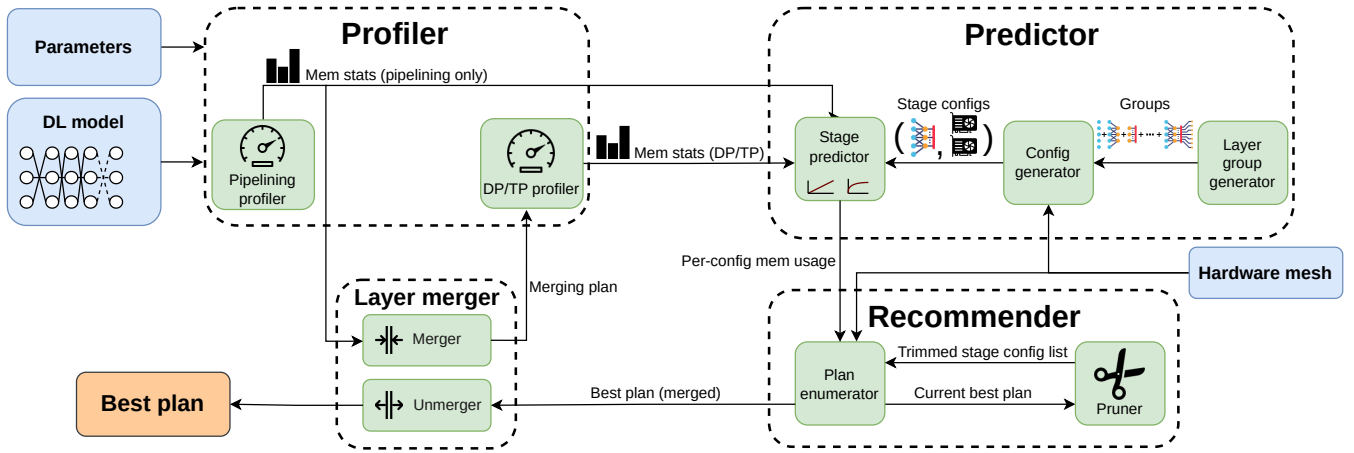 Parameters
DL model
Profiler
Mem stats (pipelining only)
Pipelining
profiler
DP/TP profiler
Mem stats (DP/TP)
Predictor
Stage
predictor
Stage configs
( , )
Config
generator
Groups
+ + ... +
Layer
group
generator
Per-config mem usage
Hardware mesh
Layer merger
Merging plan
Merger
Unmerger
Recommender
Plan
enumerator
Trimmed stage config list
Current best plan
Pruner
Best plan (merged)
Best plan